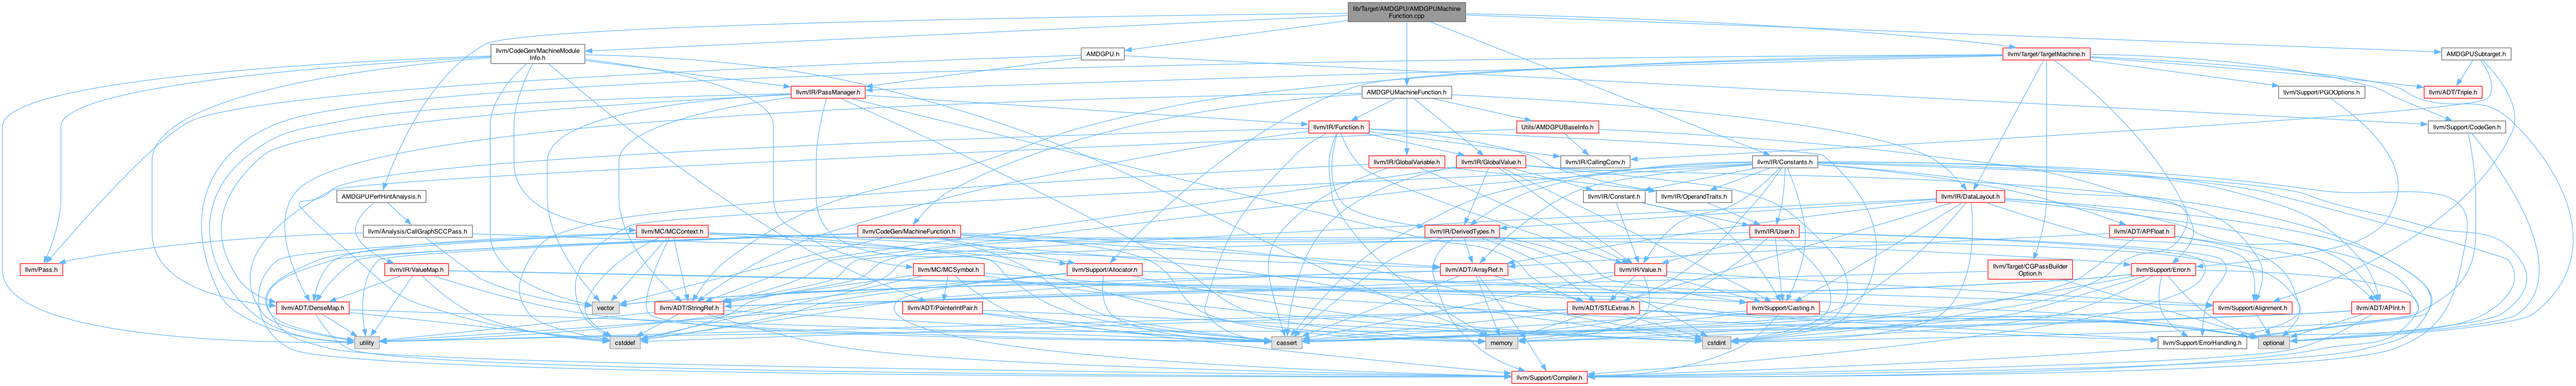 lib/Target/AMDGPU/AMDGPUMachine
Function.cpp
llvm/CodeGen/MachineModule
Info.h
AMDGPU.h
llvm/Target/TargetMachine.h
AMDGPUSubtarget.h
llvm/IR/PassManager.h
AMDGPUMachineFunction.h
llvm/Support/PGOOptions.h
llvm/ADT/Triple.h
llvm/IR/Function.h
Utils/AMDGPUBaseInfo.h
llvm/Support/CodeGen.h
llvm/IR/GlobalVariable.h
llvm/IR/GlobalValue.h
llvm/IR/CallingConv.h
llvm/IR/Constants.h
AMDGPUPerfHintAnalysis.h
llvm/IR/Constant.h
llvm/IR/OperandTraits.h
llvm/IR/DataLayout.h
llvm/Analysis/CallGraphSCCPass.h
llvm/MC/MCContext.h
llvm/CodeGen/MachineFunction.h
llvm/IR/DerivedTypes.h
llvm/IR/User.h
llvm/ADT/APFloat.h
llvm/Pass.h
llvm/IR/ValueMap.h
llvm/MC/MCSymbol.h
llvm/Support/Allocator.h
llvm/ADT/ArrayRef.h
llvm/IR/Value.h
llvm/Target/CGPassBuilder
Option.h
llvm/Support/Error.h
llvm/ADT/DenseMap.h
vector
llvm/ADT/StringRef.h
llvm/ADT/PointerIntPair.h
llvm/ADT/STLExtras.h
llvm/Support/Casting.h
llvm/Support/Alignment.h
llvm/ADT/APInt.h
utility
cstddef
cassert
memory
cstdint
llvm/Support/ErrorHandling.h
optional
llvm/Support/Compiler.h